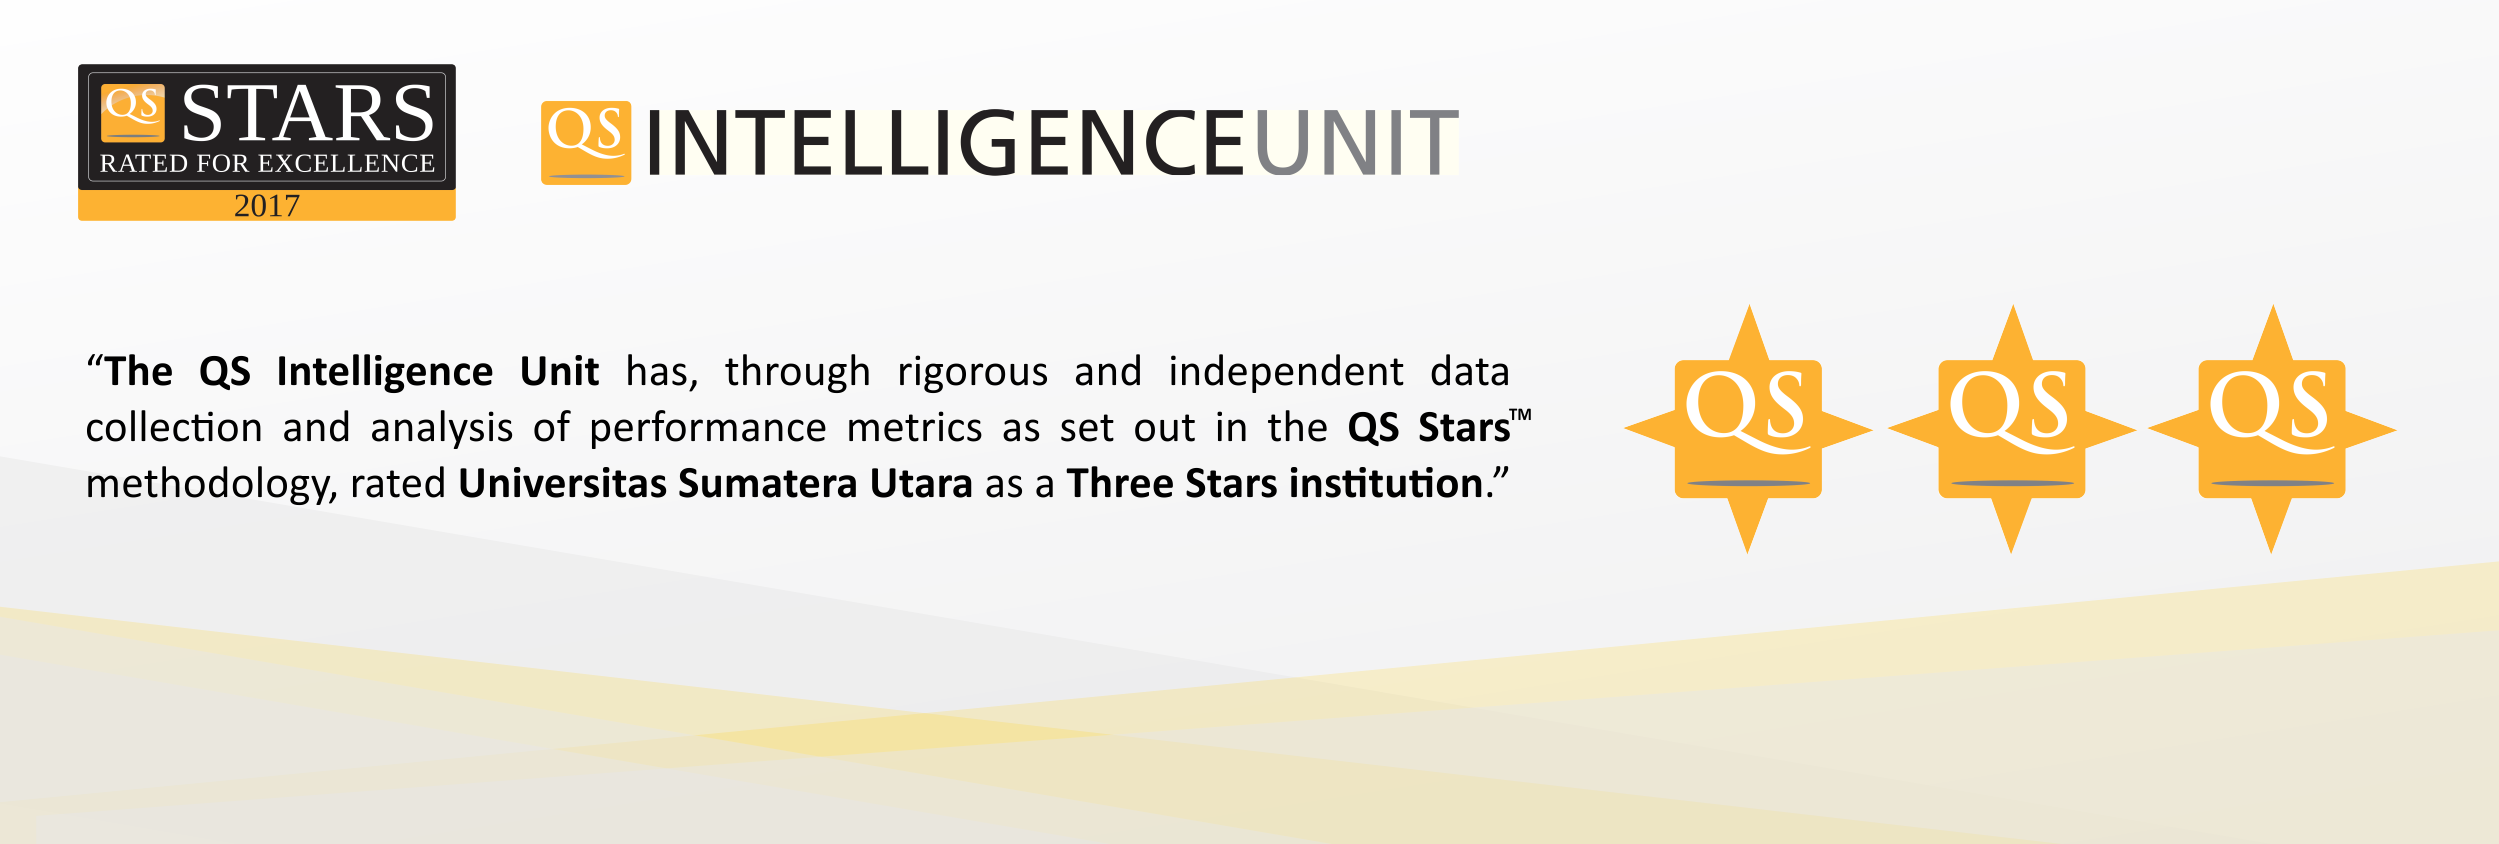 QS STARS
RATED FOR EXCELLENCE
2017
QS INTELLIGENCEUNIT
“The QS Intelligence Unit has, through rigorous and independent data
collection and analysis of performance metrics as set out in the QS Stars™
methodology, rated Universitas Sumatera Utara as a Three Stars institution.”
QS QS QS